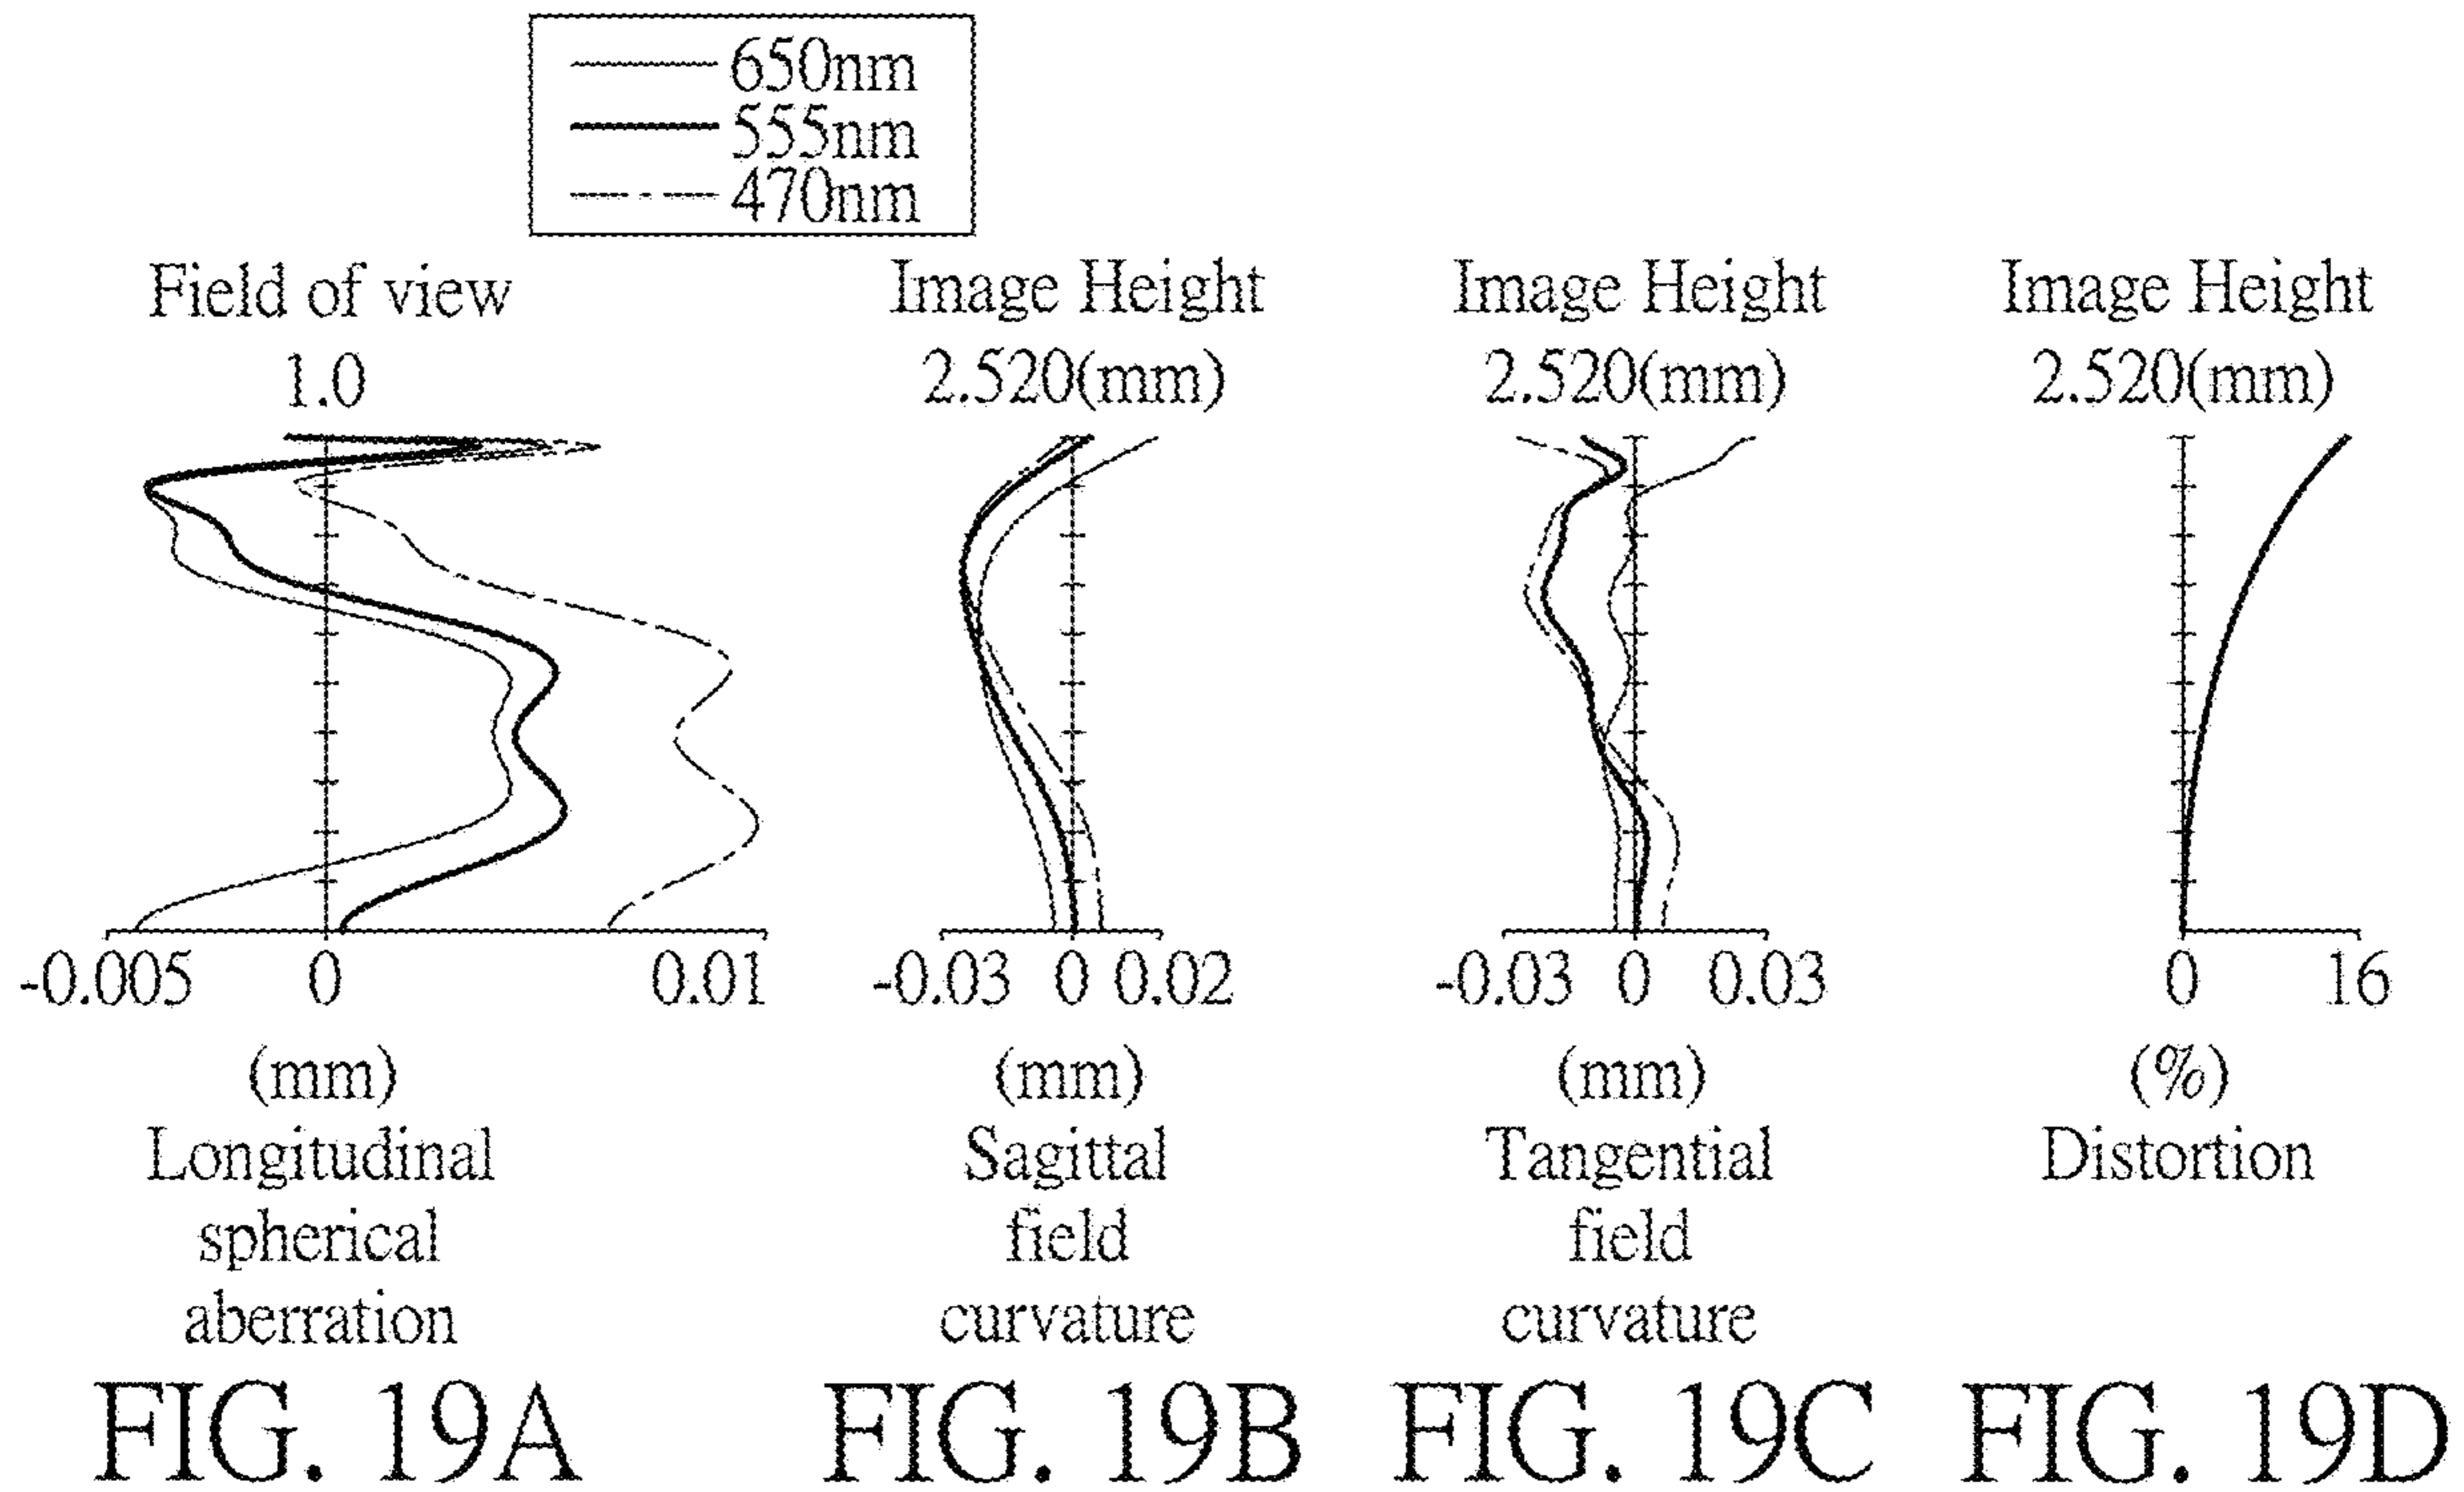 650nm
555nm
470nm
Field of view
1.0
-0.005 0 0.01
(mm)
Longitudinal
spherical
aberration
FIG. 19A
Image Height
2.520(mm)
-0.03 0 0.02
(mm)
Sagittal
field
curvature
FIG. 19B
Image Height
2.520(mm)
-0.03 0 0.03
(mm)
Tangential
field
curvature
FIG. 19C
Image Height
2.520(mm)
0 16
(%)
Distortion
FIG. 19D